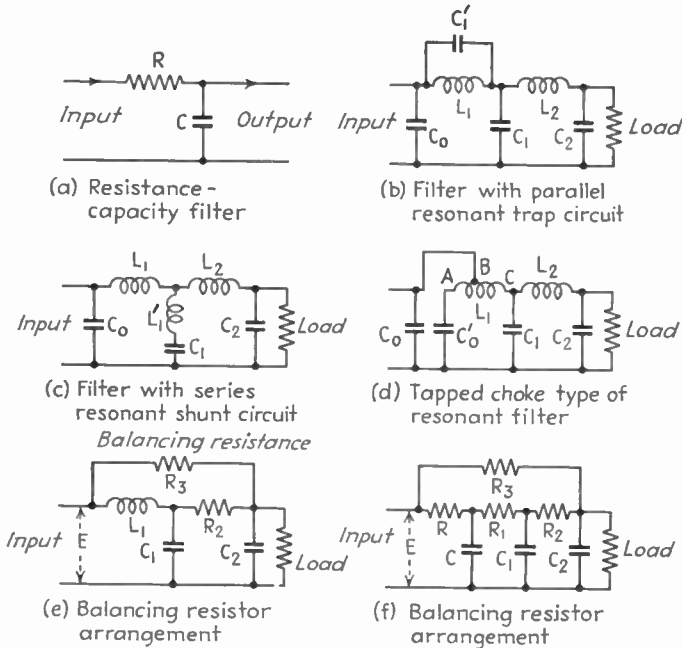 R
Input
C
Output
(a) Resistance-
capacity filter
C₁'
L₁
L₂
Input
C₀
C₁
C₂
Load
(b) Filter with parallel
resonant trap circuit
L₁
L₂
Input
C₀
L₁'
C₁
C₂
Load
(c) Filter with series
resonant shunt circuit
A
B
C
L₂
L₁
C₀
C₀'
C₁
C₂
Load
(d) Tapped choke type of
resonant filter
Balancing resistance
R₃
L₁
R₂
Input
E
C₁
C₂
Load
(e) Balancing resistor
arrangement
R₃
R
R₁
R₂
Input
E
C
C₁
C₂
Load
(f) Balancing resistor
arrangement